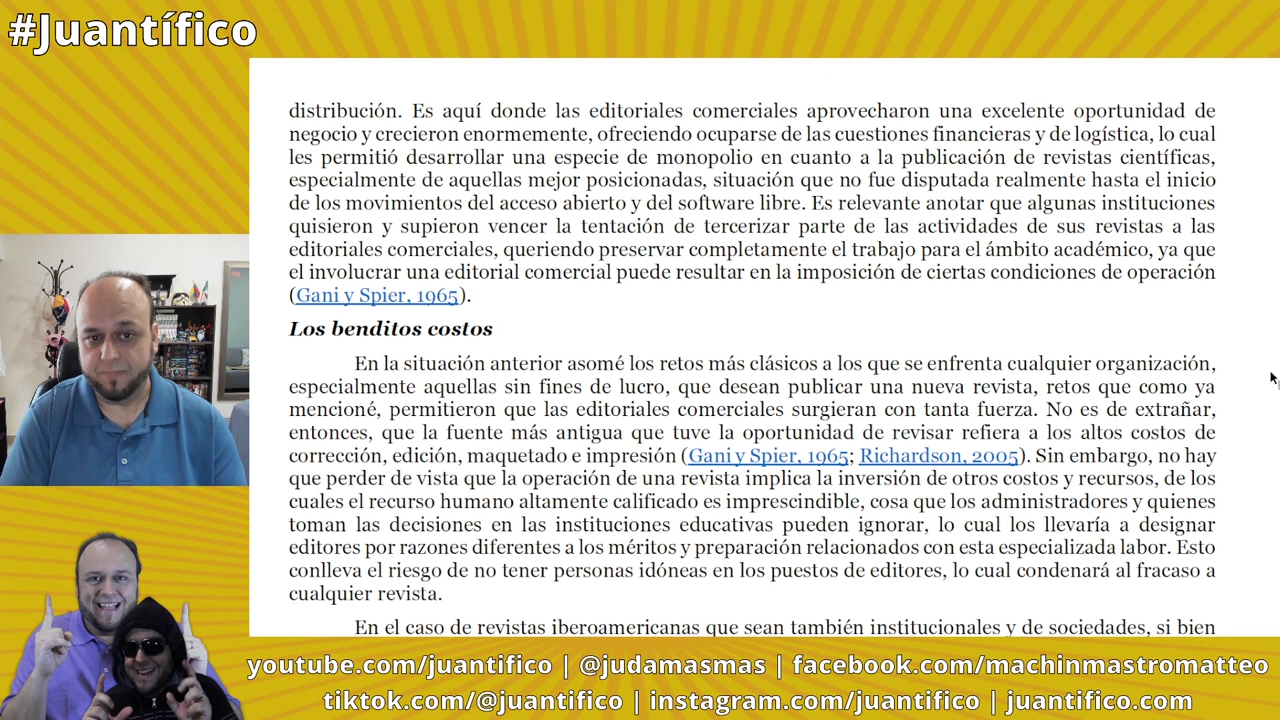 #Juantífico
distribución. Es aquí donde las editoriales comerciales aprovecharon una excelente oportunidad de
negocio y crecieron enormemente, ofreciendo ocuparse de las cuestiones financieras y de logística, lo cual
les permitió desarrollar una especie de monopolio en cuanto a la publicación de revistas científicas,
especialmente de aquellas mejor posicionadas, situación que no fue disputada realmente hasta el inicio
de los movimientos del acceso abierto y del software libre. Es relevante anotar que algunas instituciones
quisieron y supieron vencer la tentación de tercerizar parte de las actividades de sus revistas a las
editoriales comerciales, queriendo preservar completamente el trabajo para el ámbito académico, ya que
el involucrar una editorial comercial puede resultar en la imposición de ciertas condiciones de operación
(Gani y Spier, 1965).
Los benditos costos
En la situación anterior asomé los retos más clásicos a los que se enfrenta cualquier organización,
especialmente aquellas sin fines de lucro, que desean publicar una nueva revista, retos que como ya
mencioné, permitieron que las editoriales comerciales surgieran con tanta fuerza. No es de extrañar,
entonces, que la fuente más antigua que tuve la oportunidad de revisar refiera a los altos costos de
corrección, edición, maquetado e impresión (Gani y Spier, 1965; Richardson, 2005). Sin embargo, no hay
que perder de vista que la operación de una revista implica la inversión de otros costos y recursos, de los
cuales el recurso humano altamente calificado es imprescindible, cosa que los administradores y quienes
toman las decisiones en las instituciones educativas pueden ignorar, lo cual los llevaría a designar
editores por razones diferentes a los méritos y preparación relacionados con esta especializada labor. Esto
conlleva el riesgo de no tener personas idóneas en los puestos de editores, lo cual condenará al fracaso a
cualquier revista.
En el caso de revistas iberoamericanas que sean también institucionales y de sociedades, si bien
youtube.com/juantifico | @judamasmas | facebook.com/machinmastromatteo
tiktok.com/@juantifico | instagram.com/juantifico | juantifico.com